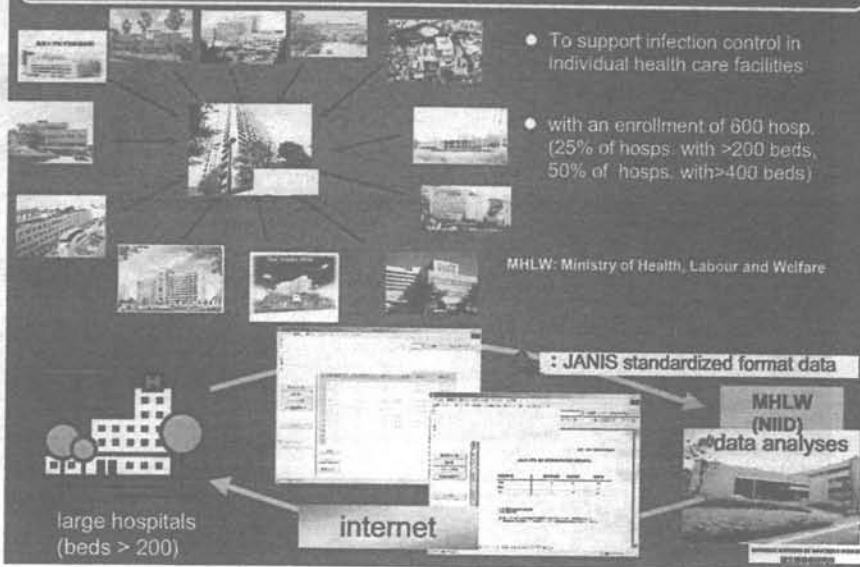 ● To support infection control in
individual health care facilities
● with an enrollment of 600 hosp.
(25% of hosps. with >200 beds,
50% of hosps. with>400 beds)
MHLW: Ministry of Health, Labour and Welfare
: JANIS standardized format data
MHLW
(NIID)
:data analyses
internet
large hospitals
(beds > 200)